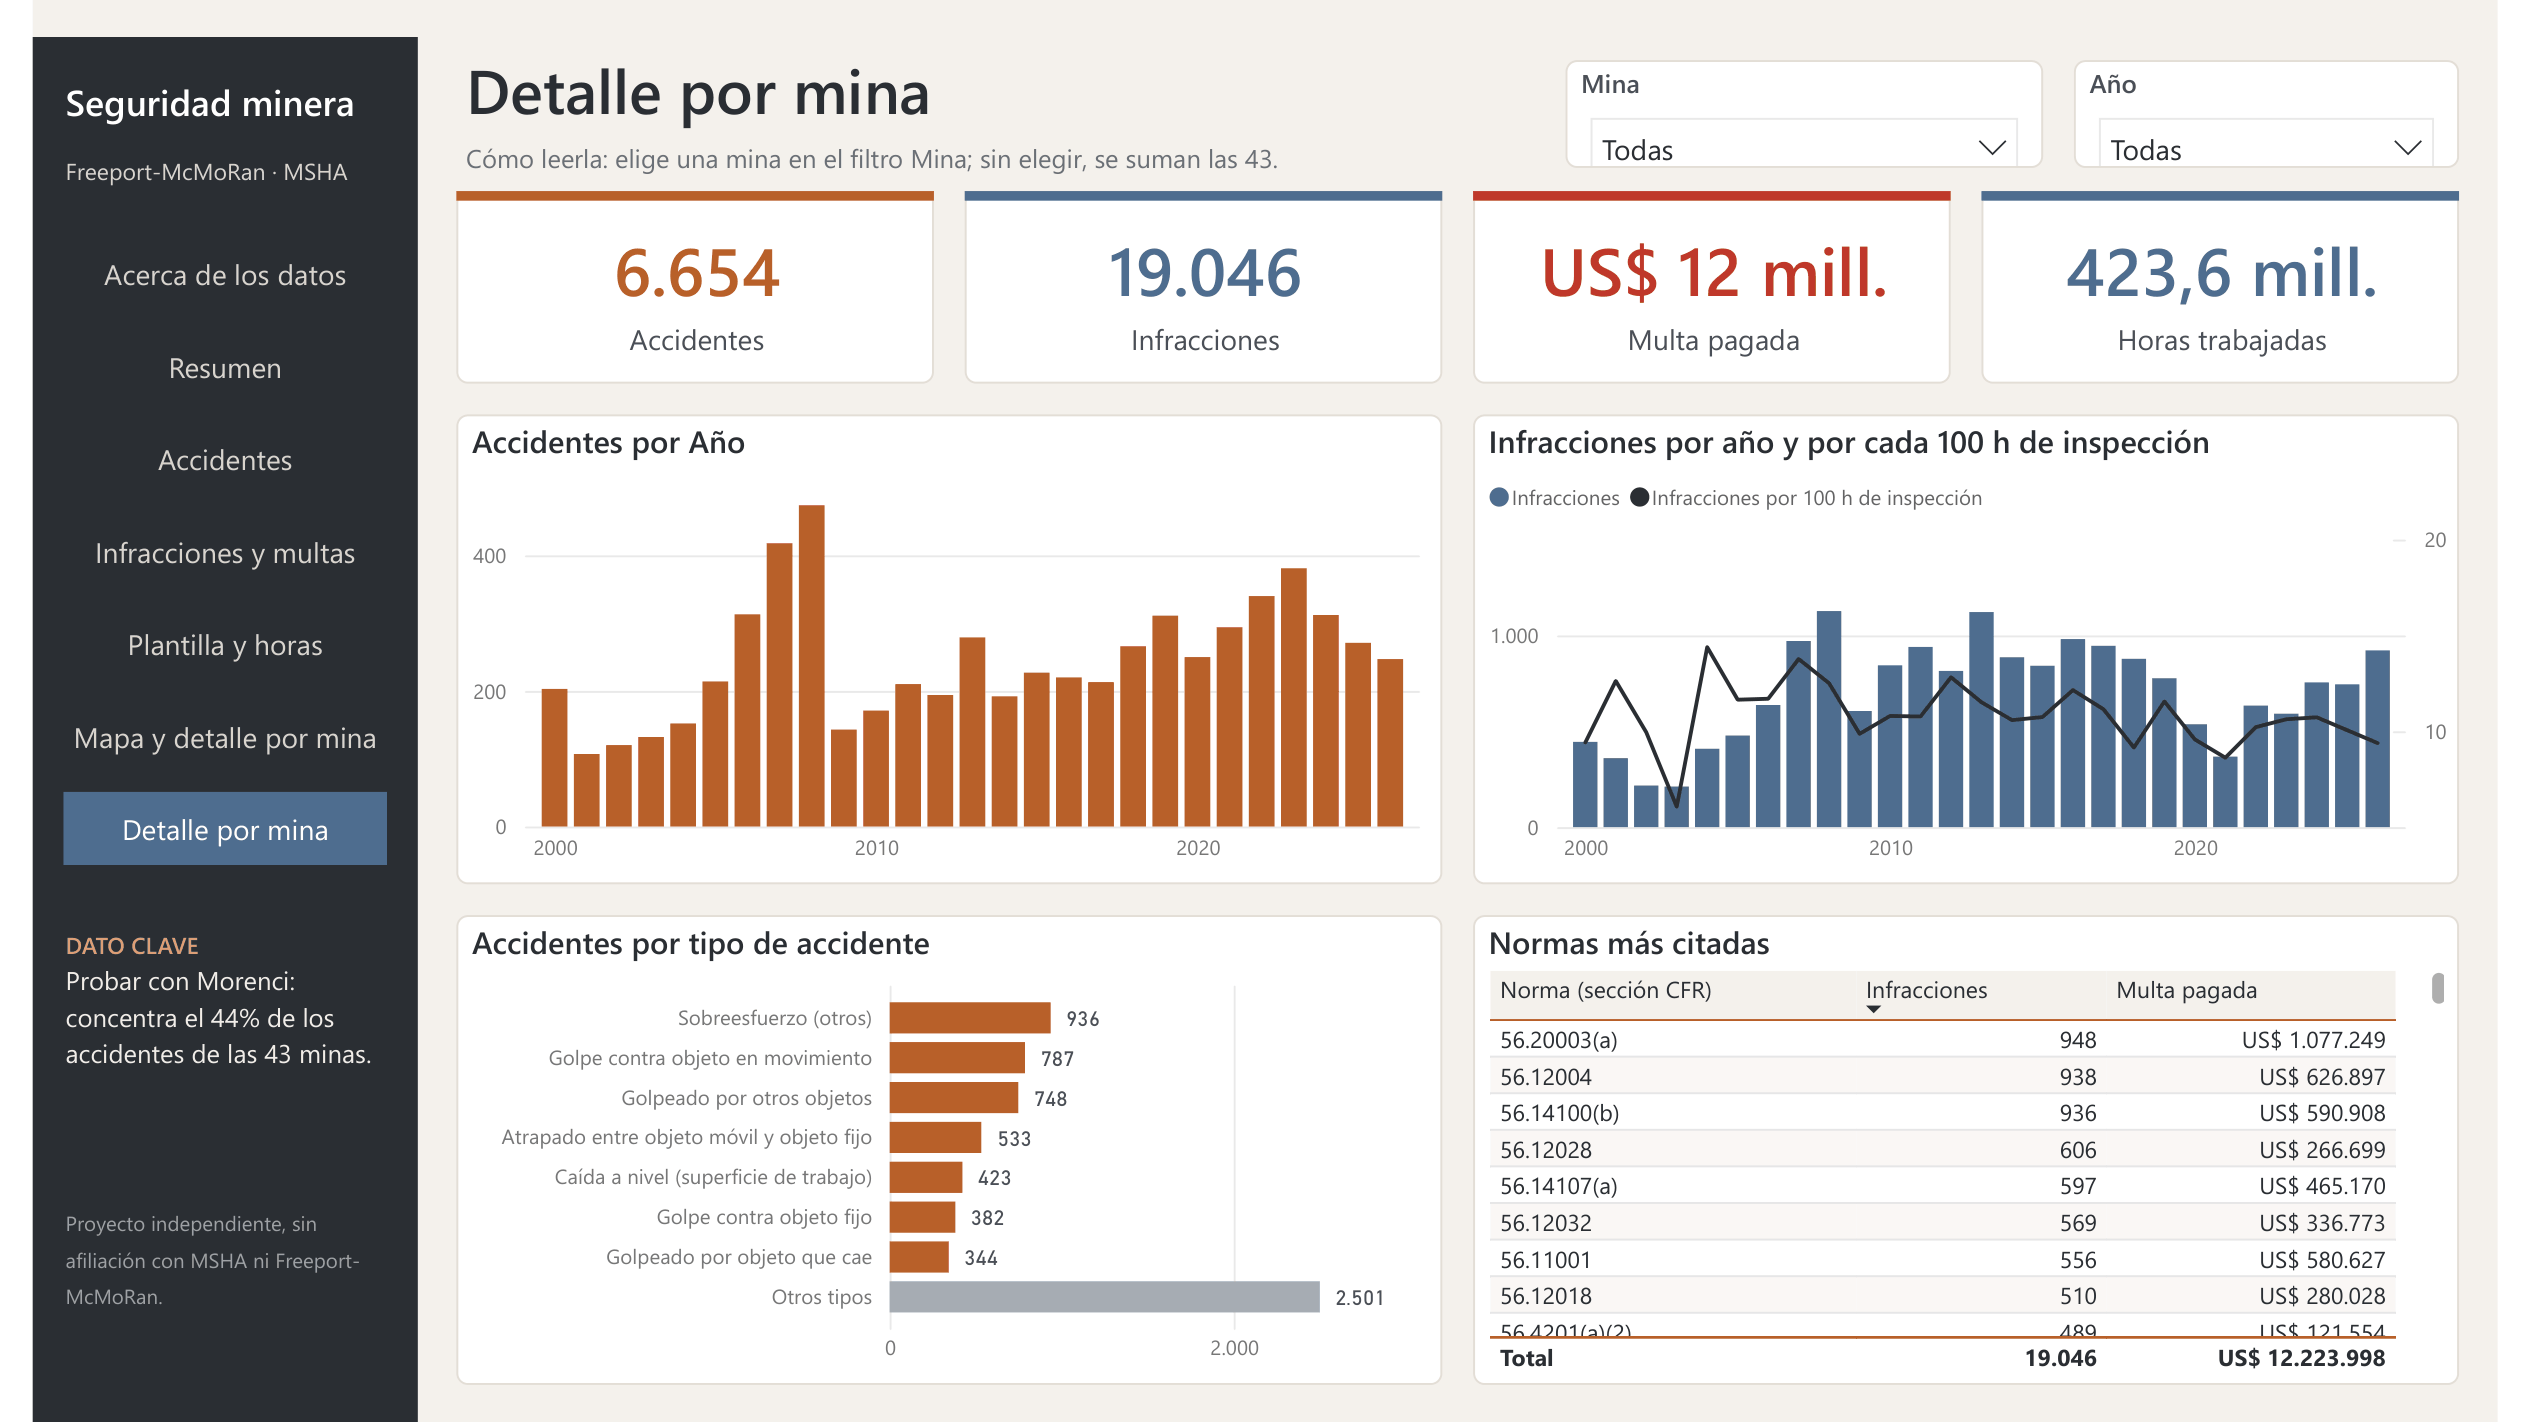 Seguridad minera
Freeport-McMoRan · MSHA
Acerca de los datos
Resumen
Accidentes
Infracciones y multas
Plantilla y horas
Mapa y detalle por mina
Detalle por mina
DATO CLAVE
Probar con Morenci:
concentra el 44% de los
accidentes de las 43 minas.
Proyecto independiente, sin
afiliación con MSHA ni Freeport-
McMoRan.
Detalle por mina
Cómo leerla: elige una mina en el filtro Mina; sin elegir, se suman las 43.
Mina
Todas
Año
Todas
6.654
Accidentes
19.046
Infracciones
US$ 12 mill.
Multa pagada
423,6 mill.
Horas trabajadas
Accidentes por Año
400
200
0
2000 2010 2020
Infracciones por año y por cada 100 h de inspección
Infracciones Infracciones por 100 h de inspección
20
1.000
10
0
2000 2010 2020
Accidentes por tipo de accidente
Sobreesfuerzo (otros) 936
Golpe contra objeto en movimiento 787
Golpeado por otros objetos 748
Atrapado entre objeto móvil y objeto fijo 533
Caída a nivel (superficie de trabajo) 423
Golpe contra objeto fijo 382
Golpeado por objeto que cae 344
Otros tipos 2.501
0 2.000
Normas más citadas
Norma (sección CFR) Infracciones Multa pagada
56.20003(a) 948 US$ 1.077.249
56.12004 938 US$ 626.897
56.14100(b) 936 US$ 590.908
56.12028 606 US$ 266.699
56.14107(a) 597 US$ 465.170
56.12032 569 US$ 336.773
56.11001 556 US$ 580.627
56.12018 510 US$ 280.028
56.4201(a)(2) 489 US$ 121.554
Total 19.046 US$ 12.223.998